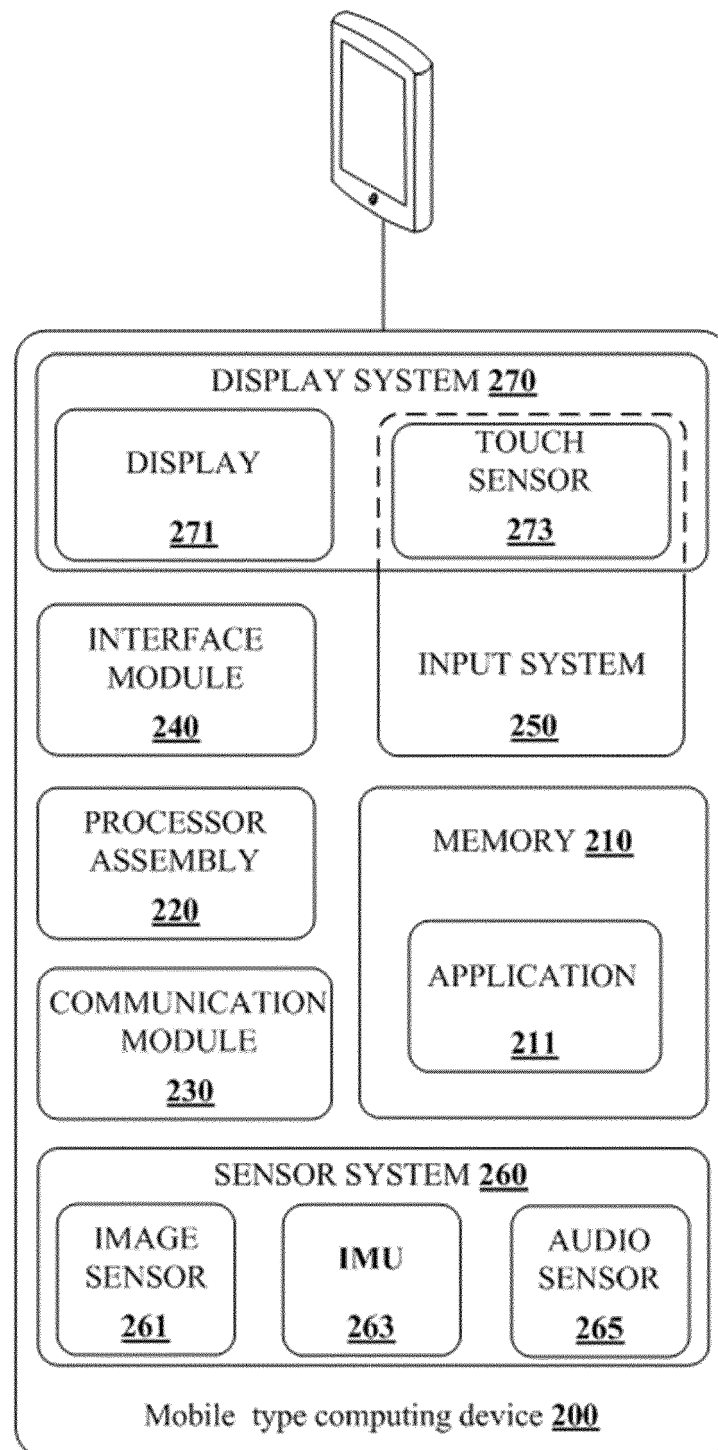 DISPLAY SYSTEM 270
DISPLAY
271
TOUCH
SENSOR
273
INTERFACE
MODULE
240
INPUT SYSTEM
250
PROCESSOR
ASSEMBLY
220
MEMORY 210
APPLICATION
211
COMMUNICATION
MODULE
230
SENSOR SYSTEM 260
IMAGE
SENSOR
261
IMU
263
AUDIO
SENSOR
265
Mobile type computing device 200